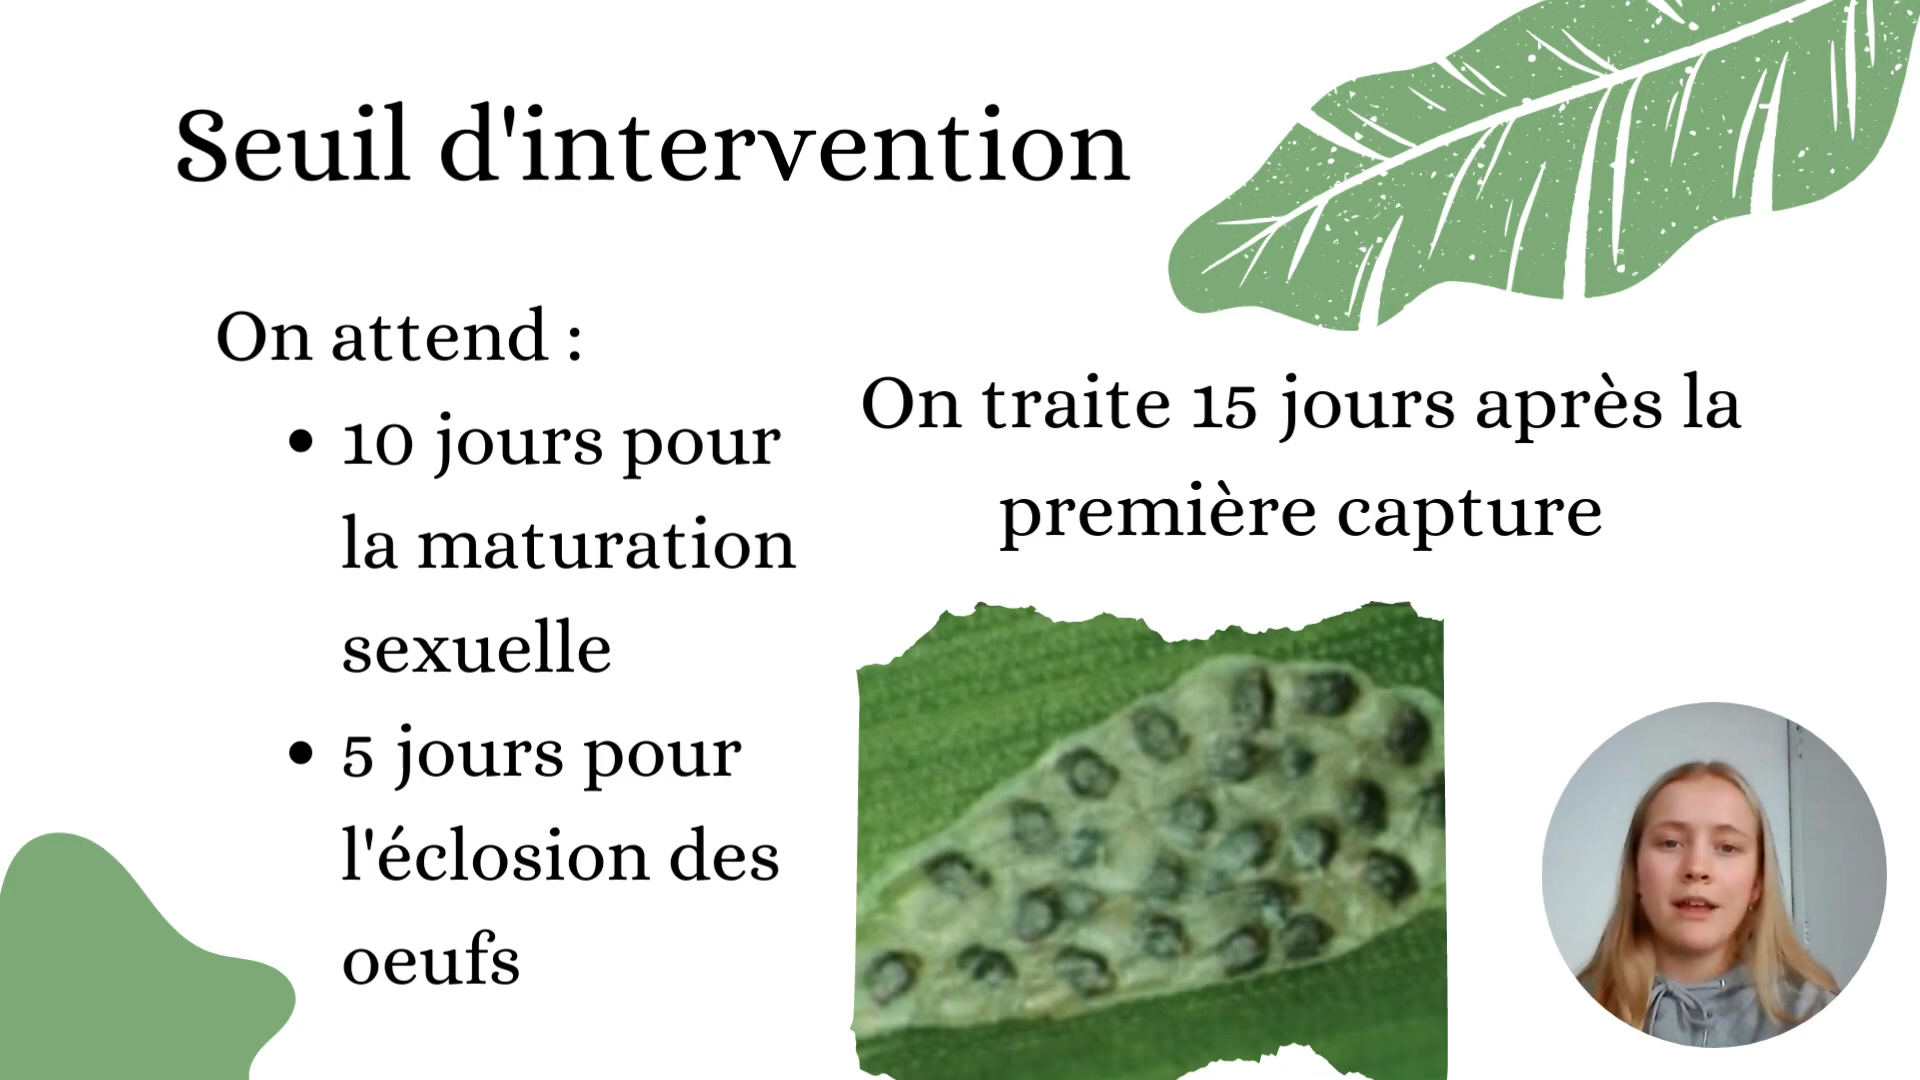 Seuil d'intervention
On attend :
• 10 jours pour
la maturation
sexuelle
• 5 jours pour
l'éclosion des
oeufs
On traite 15 jours après la
première capture